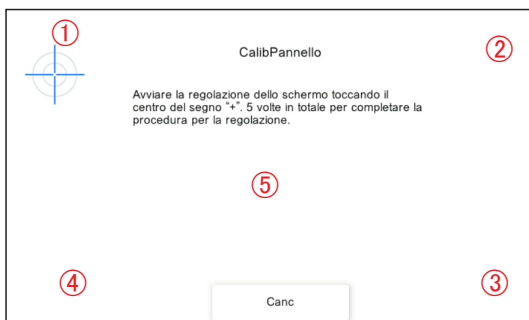 ①
②
CalibPannello
Avviare la regolazione dello schermo toccando il
centro del segno “+”. 5 volte in totale per completare la
procedura per la regolazione.
⑤
④
③
Canc